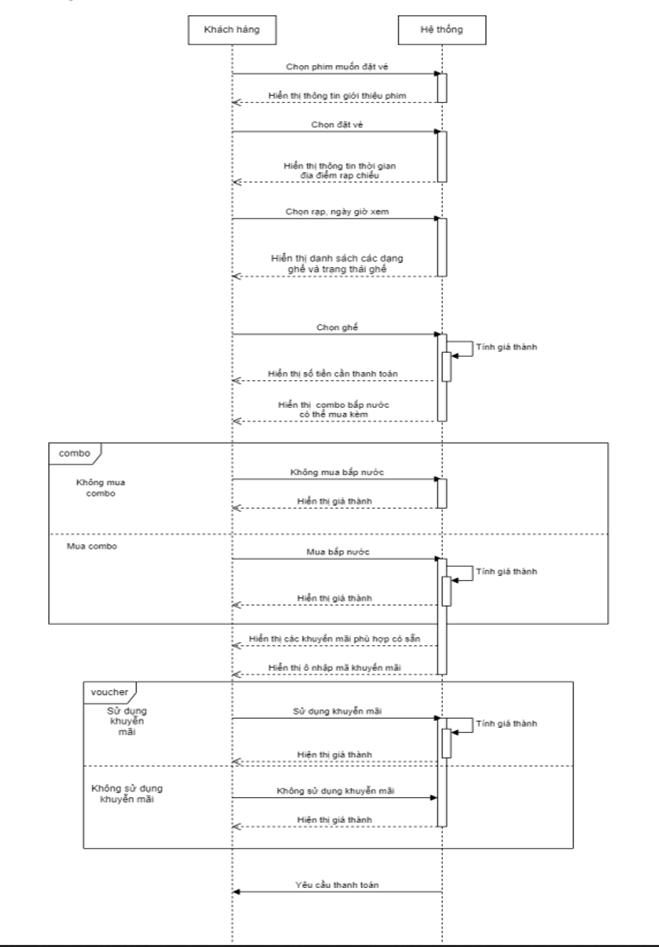 Khách hàng
Hệ thống
Chọn phim muốn đặt vé
Hiển thị thông tin giới thiệu phim
Chọn đặt vé
Hiển thị thông tin thời gian
địa điểm rạp chiếu
Chọn rạp, ngày giờ xem
Hiển thị danh sách các dạng
ghế và trạng thái ghế
Chọn ghế
Tính giá thành
Hiển thị số tiền cần thanh toán
Hiển thị combo bắp nước
có thể mua kèm
combo
Không mua bắp nước
Không mua
combo
Hiển thị giá thành
Mua combo
Mua bắp nước
Tính giá thành
Hiển thị giá thành
Hiển thị các khuyến mãi phù hợp có sẵn
Hiển thị ô nhập mã khuyến mãi
voucher
Sử dụng
khuyến
mãi
Sử dụng khuyến mãi
Tính giá thành
Hiện thị giá thành
Không sử dụng
khuyến mãi
Không sử dụng khuyến mãi
Hiện thị giá thành
Yêu cầu thanh toán